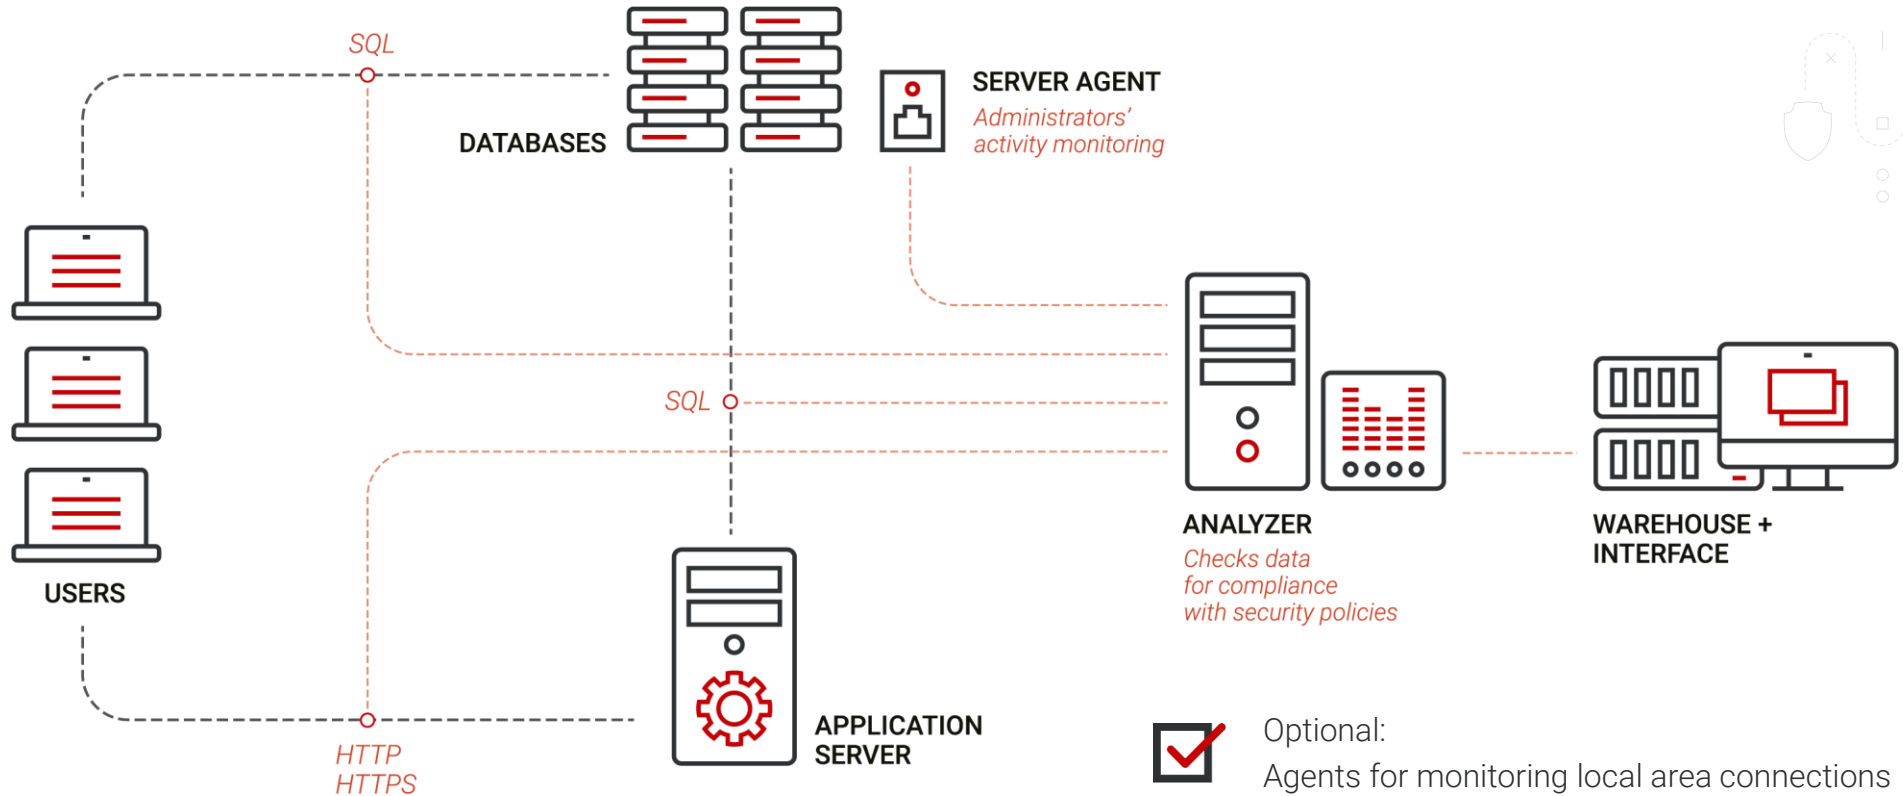 SQL
DATABASES
SERVER AGENT
Administrators’
activity monitoring
SQL
USERS
ANALYZER
Checks data
for compliance
with security policies
WAREHOUSE +
INTERFACE
HTTP
HTTPS
APPLICATION
SERVER
Optional:
Agents for monitoring local area connections